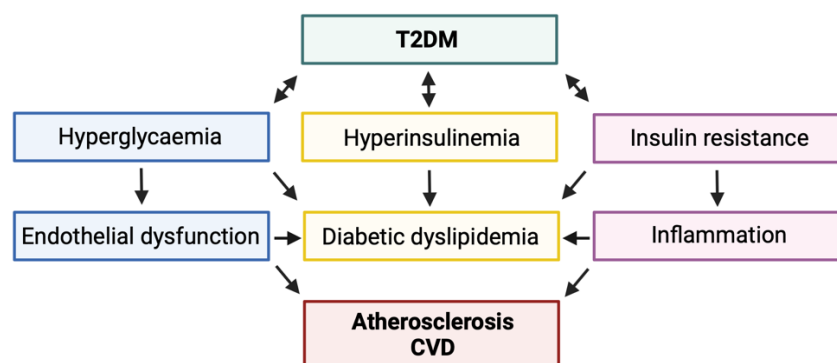 T2DM
Hyperglycaemia
Hyperinsulinemia
Insulin resistance
Endothelial dysfunction
Diabetic dyslipidemia
Inflammation
Atherosclerosis
CVD